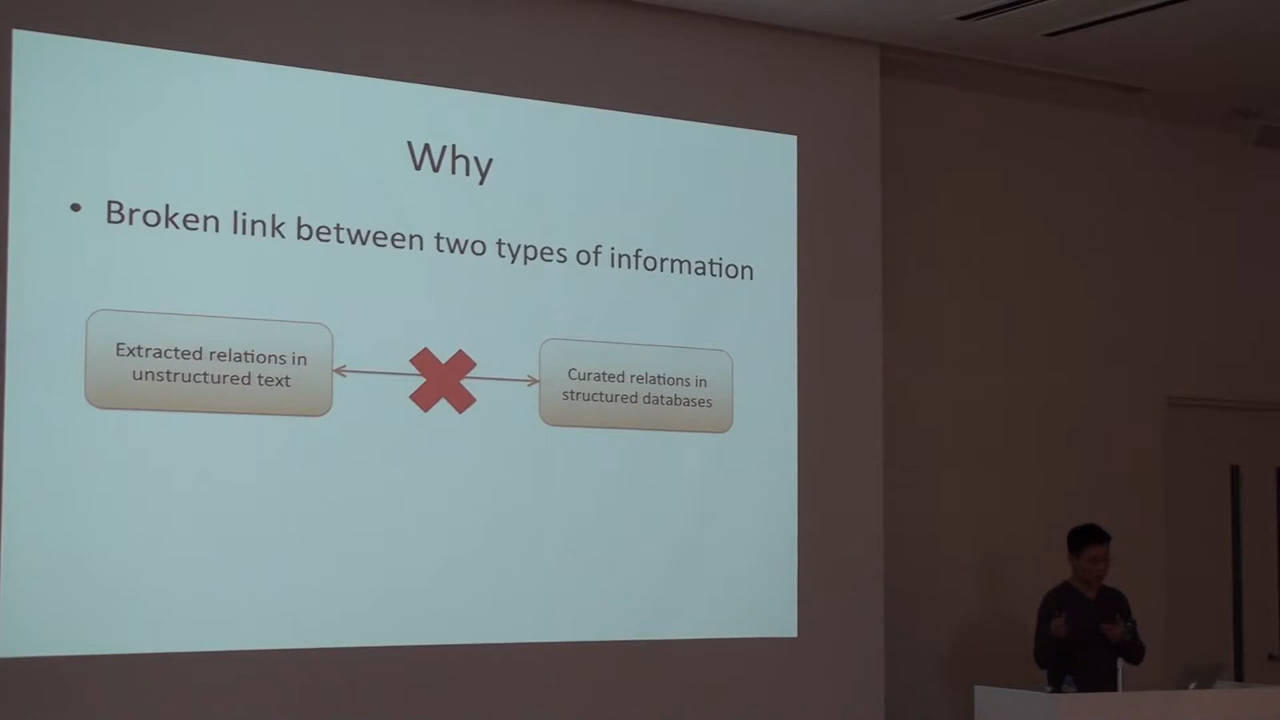 Why
• Broken link between two types of information
Extracted relations in
unstructured text
Curated relations in
structured databases